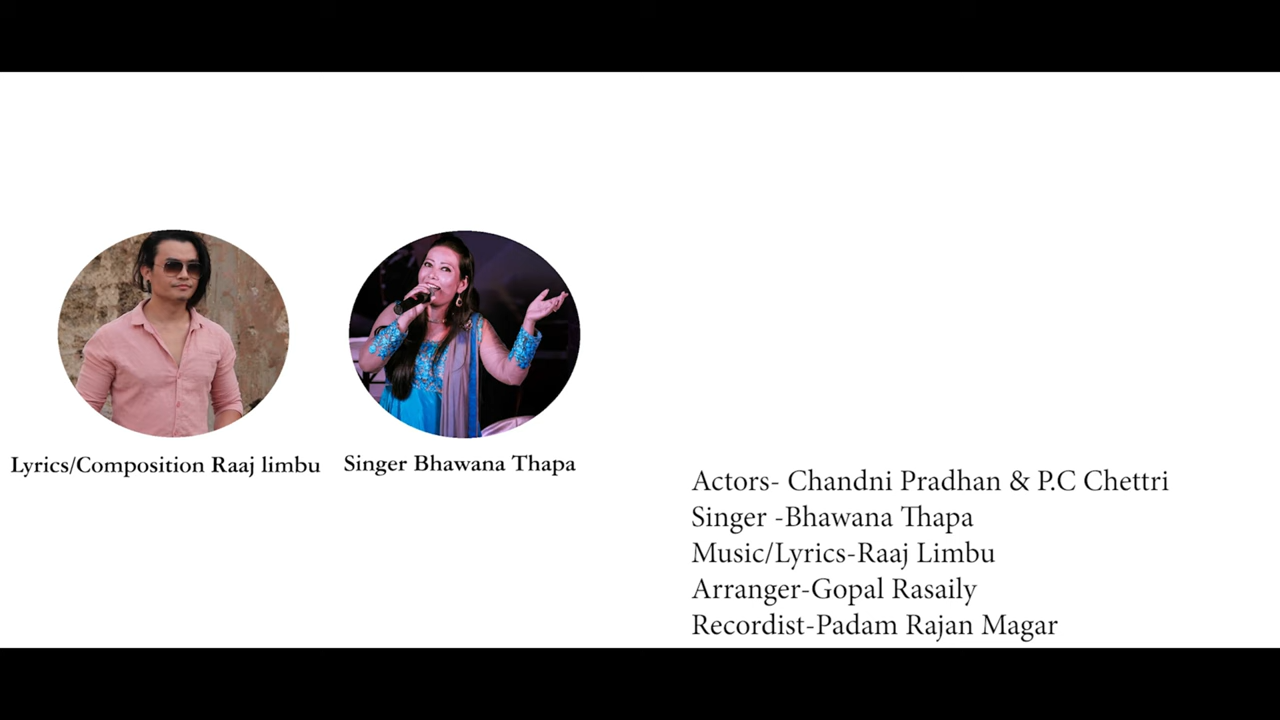 Lyrics/Composition Raaj limbu
Singer Bhawana Thapa
Actors- Chandni Pradhan & P.C Chettri
Singer -Bhawana Thapa
Music/Lyrics-Raaj Limbu
Arranger-Gopal Rasaily
Recordist-Padam Rajan Magar